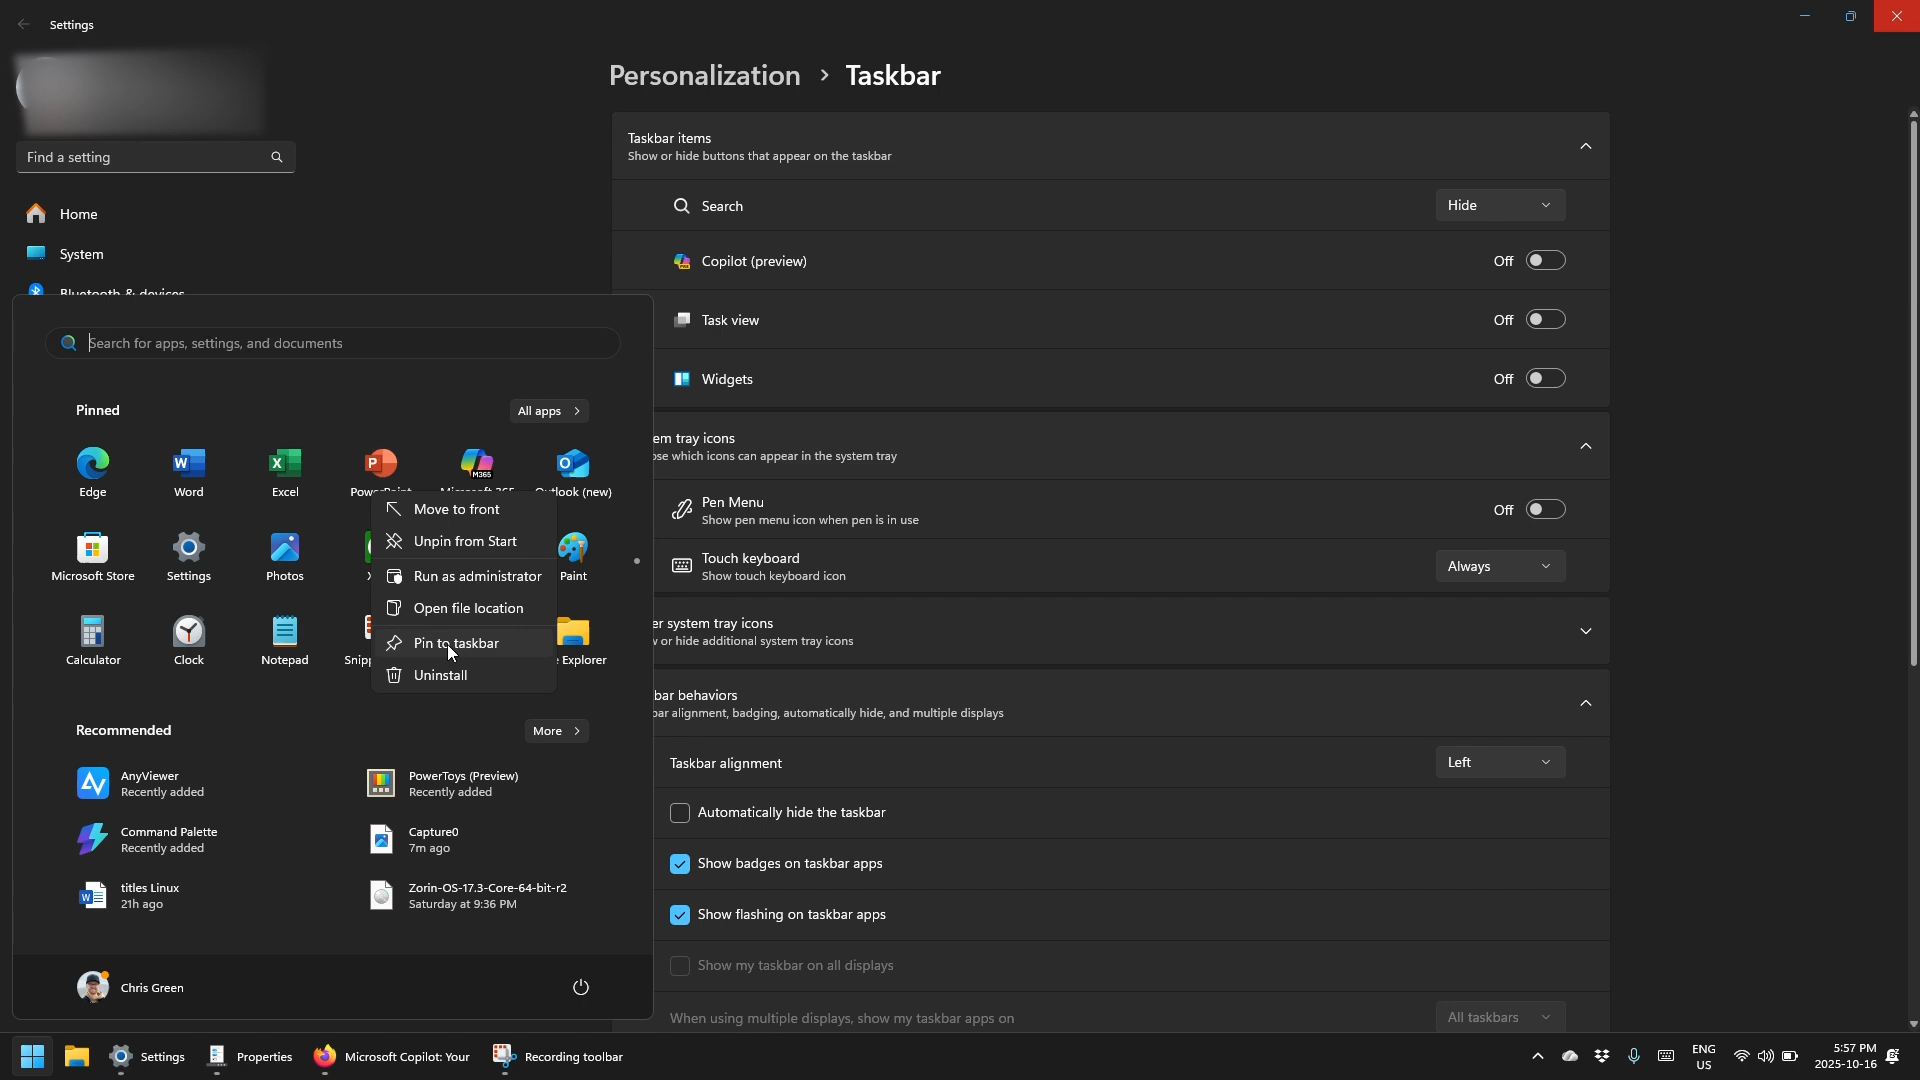 Settings
Personalization > Taskbar
Find a setting
Home
System
Bluetooth & devices
Taskbar items
Show or hide buttons that appear on the taskbar
Search
Hide
Copilot (preview)
Off
Task view
Off
Widgets
Off
em tray icons
ose which icons can appear in the system tray
Pen Menu
Show pen menu icon when pen is in use
Off
Touch keyboard
Show touch keyboard icon
Always
er system tray icons
w or hide additional system tray icons
bar behaviors
bar alignment, badging, automatically hide, and multiple displays
Taskbar alignment
Left
Automatically hide the taskbar
Show badges on taskbar apps
Show flashing on taskbar apps
Show my taskbar on all displays
When using multiple displays, show my taskbar apps on
All taskbars
Search for apps, settings, and documents
Pinned
All apps >
Edge
Word
Excel
PowerPoint
Microsoft 365
Outlook (new)
M365
Microsoft Store
Settings
Photos
Paint
Calculator
Clock
Notepad
Snipp
Explorer
Move to front
Unpin from Start
Run as administrator
Open file location
Pin to taskbar
Uninstall
Recommended
More >
AnyViewer
Recently added
PowerToys (Preview)
Recently added
Command Palette
Recently added
Capture0
7m ago
titles Linux
21h ago
Zorin-OS-17.3-Core-64-bit-r2
Saturday at 9:36 PM
Chris Green
Settings
Properties
Microsoft Copilot: Your
Recording toolbar
ENG
US
5:57 PM
2025-10-16